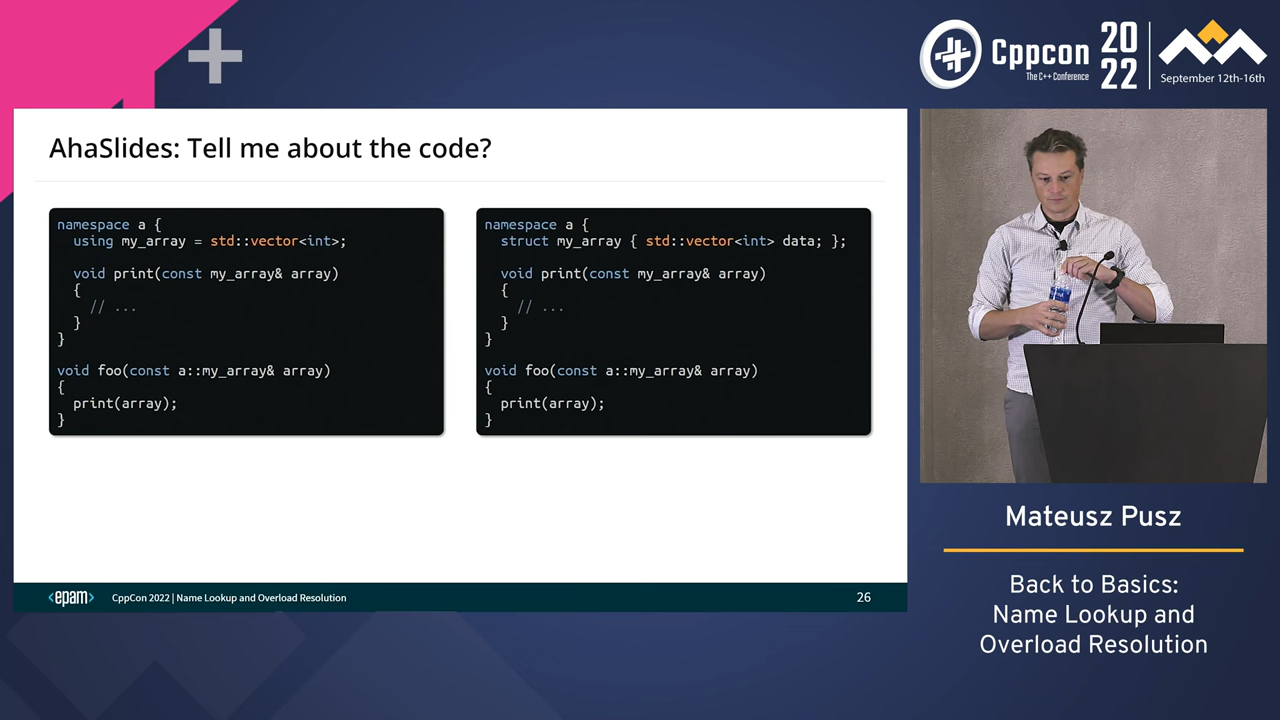 Cppcon
The C++ Conference
20
22
September 12th-16th
AhaSlides: Tell me about the code?
namespace a {
using my_array = std::vector<int>;
void print(const my_array& array)
{
// ...
}
}
void foo(const a::my_array& array)
{
print(array);
}
namespace a {
struct my_array { std::vector<int> data; };
void print(const my_array& array)
{
// ...
}
}
void foo(const a::my_array& array)
{
print(array);
}
<epam>
CppCon 2022 | Name Lookup and Overload Resolution
26
Mateusz Pusz
Back to Basics:
Name Lookup and
Overload Resolution